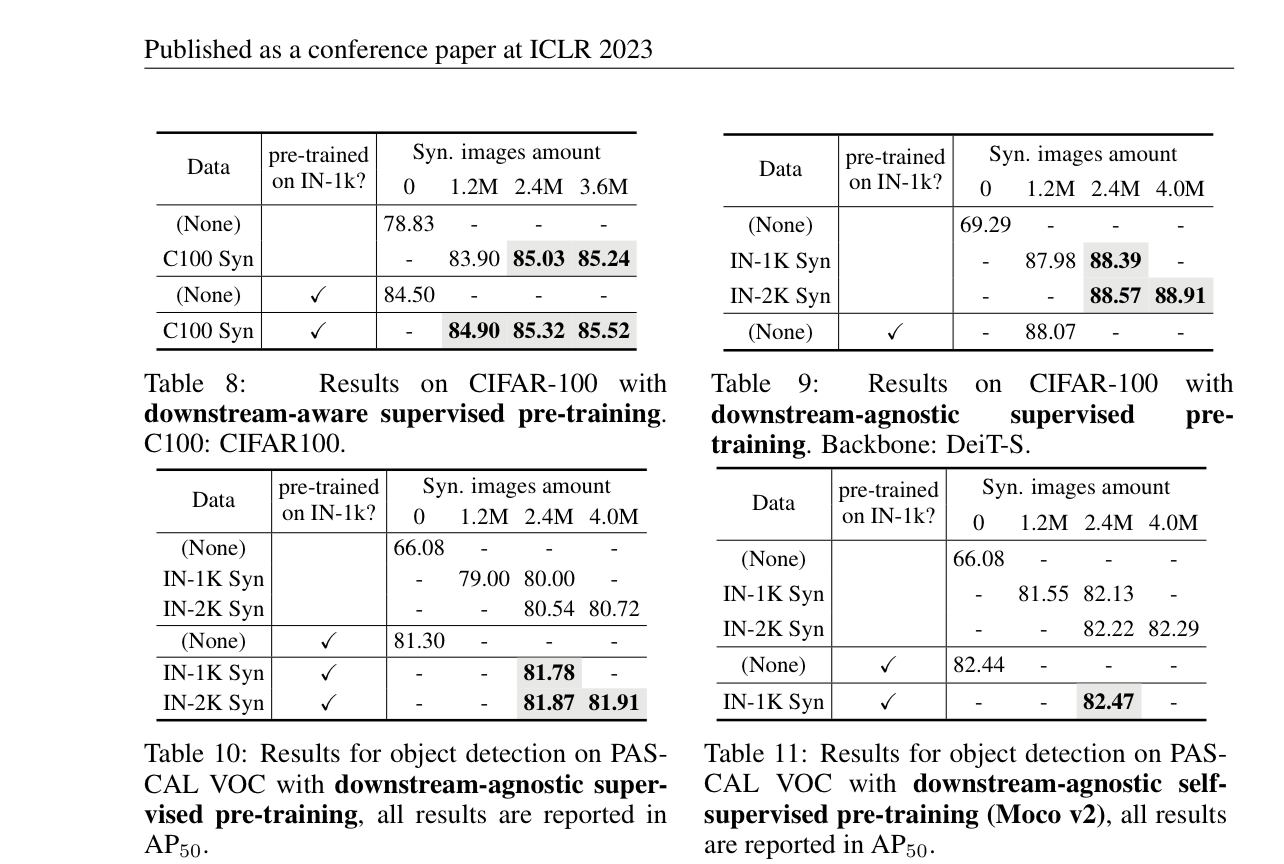 Published as a conference paper at ICLR 2023
Data pre-trained on IN-1k? Syn. images amount
0 1.2M 2.4M 3.6M
(None) 78.83 - - -
C100 Syn - 83.90 85.03 85.24
(None) ✓ 84.50 - - -
C100 Syn ✓ - 84.90 85.32 85.52
Table 8: Results on CIFAR-100 with
downstream-aware supervised pre-training.
C100: CIFAR100.
Data pre-trained on IN-1k? Syn. images amount
0 1.2M 2.4M 4.0M
(None) 69.29 - - -
IN-1K Syn - 87.98 88.39 -
IN-2K Syn - - 88.57 88.91
(None) ✓ - 88.07 - -
Table 9: Results on CIFAR-100 with
downstream-agnostic supervised pre-
training. Backbone: DeiT-S.
Data pre-trained on IN-1k? Syn. images amount
0 1.2M 2.4M 4.0M
(None) 66.08 - - -
IN-1K Syn - 79.00 80.00 -
IN-2K Syn - - 80.54 80.72
(None) ✓ 81.30 - - -
IN-1K Syn ✓ - - 81.78 -
IN-2K Syn ✓ - - 81.87 81.91
Table 10: Results for object detection on PAS-
CAL VOC with downstream-agnostic super-
vised pre-training, all results are reported in
AP50.
Data pre-trained on IN-1k? Syn. images amount
0 1.2M 2.4M 4.0M
(None) 66.08 - - -
IN-1K Syn - 81.55 82.13 -
IN-2K Syn - - 82.22 82.29
(None) ✓ 82.44 - - -
IN-1K Syn ✓ - - 82.47 -
Table 11: Results for object detection on PAS-
CAL VOC with downstream-agnostic self-
supervised pre-training (Moco v2), all results
are reported in AP50.